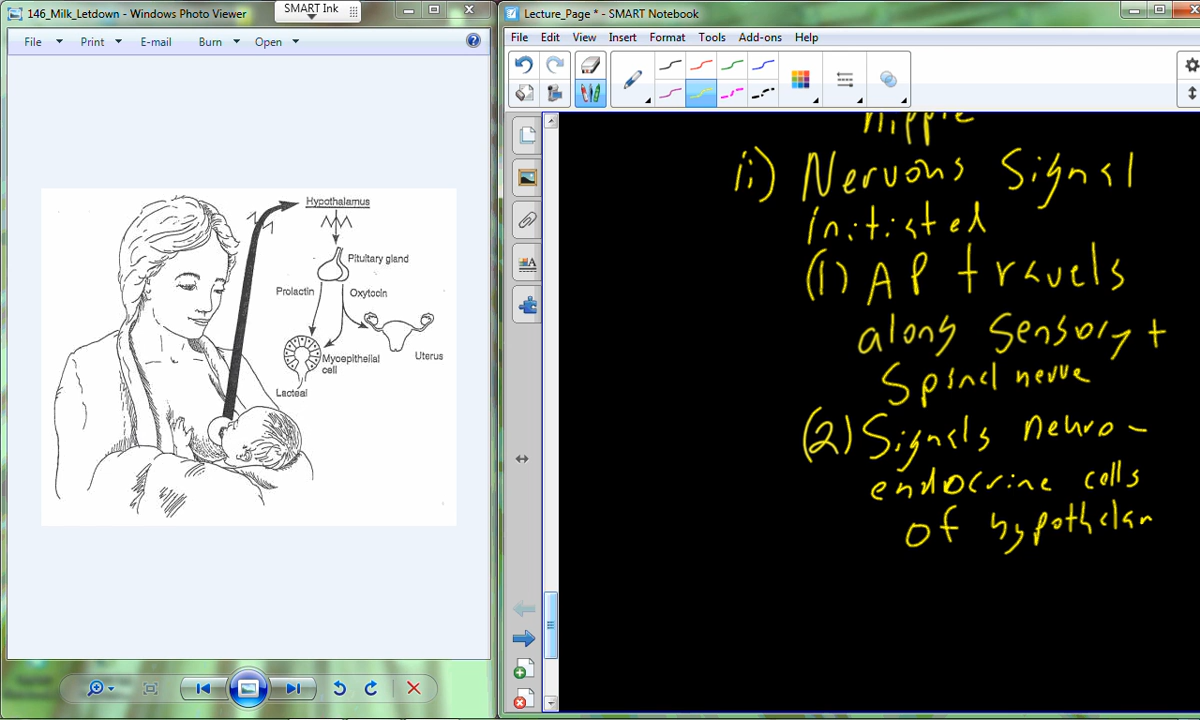 146_Milk_Letdown - Windows Photo Viewer
SMART Ink
File Print E-mail Burn Open
Hypothalamus
Pituitary gland
Prolactin Oxytocin
Myoepithelial
cell
Uterus
Lacteal
Lecture_Page * - SMART Notebook
File Edit View Insert Format Tools Add-ons Help
nipple
ii) Nervous Signal
initiated
(1) AP travels
along sensory +
spinal nerve
(2) Signals neuro-
endocrine cells
of hypothalam